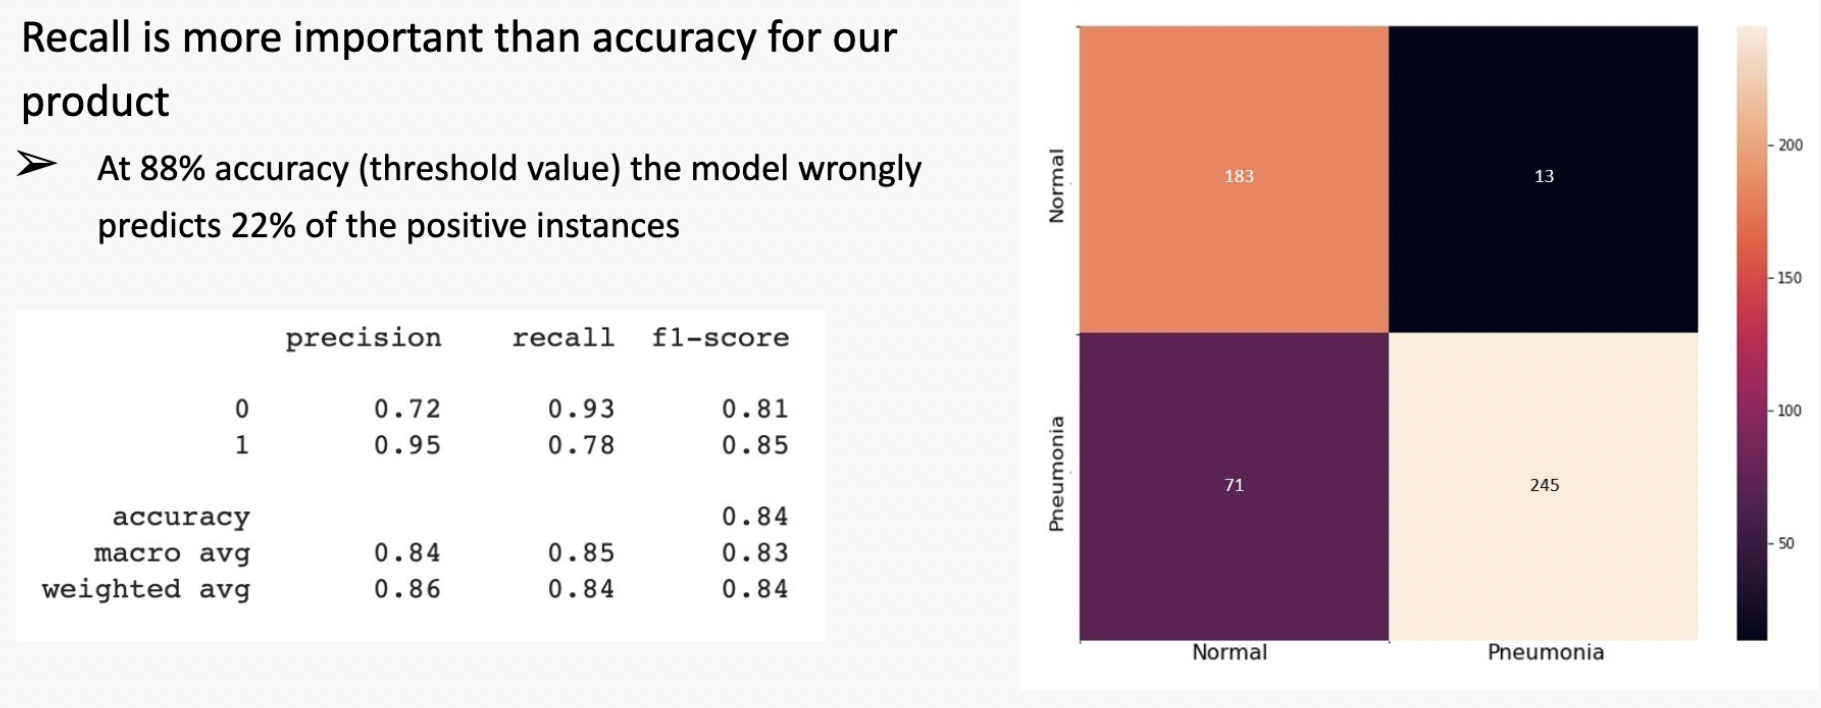 Recall is more important than accuracy for our
product
➢ At 88% accuracy (threshold value) the model wrongly
predicts 22% of the positive instances
precision recall f1-score
0 0.72 0.93 0.81
1 0.95 0.78 0.85
accuracy 0.84
macro avg 0.84 0.85 0.83
weighted avg 0.86 0.84 0.84
Normal
Pneumonia
183 13
71 245
Normal Pneumonia
200
150
100
50